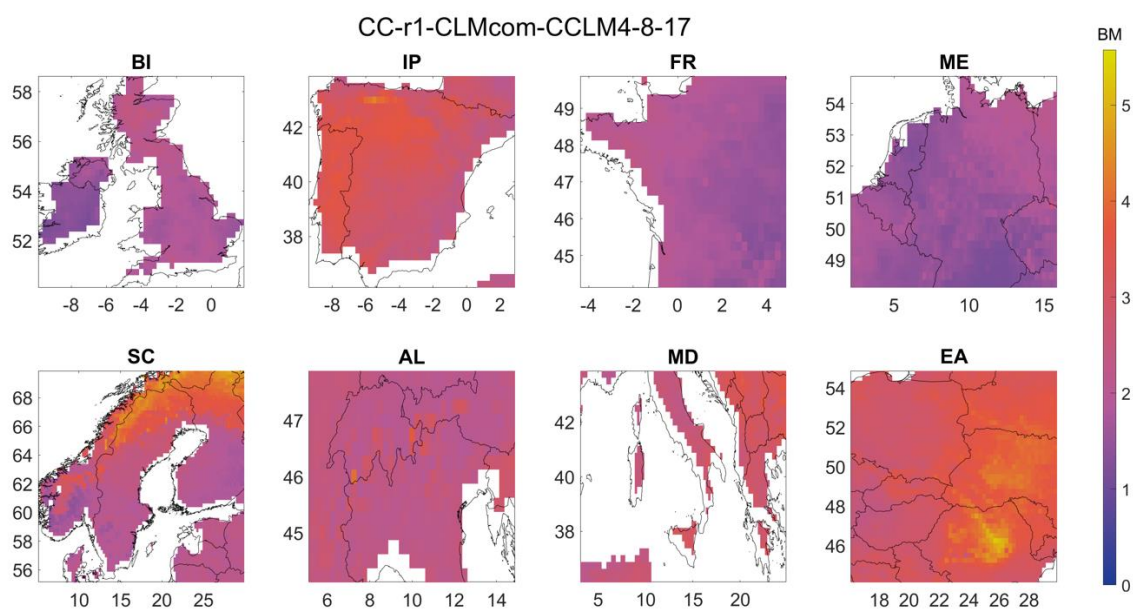 CC-r1-CLMcom-CCLM4-8-17
BM
BI IP FR ME
58 56 54 52
-8 -6 -4 -2 0
42 40 38
-8 -6 -4 -2 0 2
49 48 47 46 45
-4 -2 0 2 4
54 53 52 51 50 49
5 10 15
SC AL MD EA
68 66 64 62 60 58 56
10 15 20 25
47 46 45
6 8 10 12 14
42 40 38
5 10 15 20
54 52 50 48 46
18 20 22 24 26 28
5 4 3 2 1 0